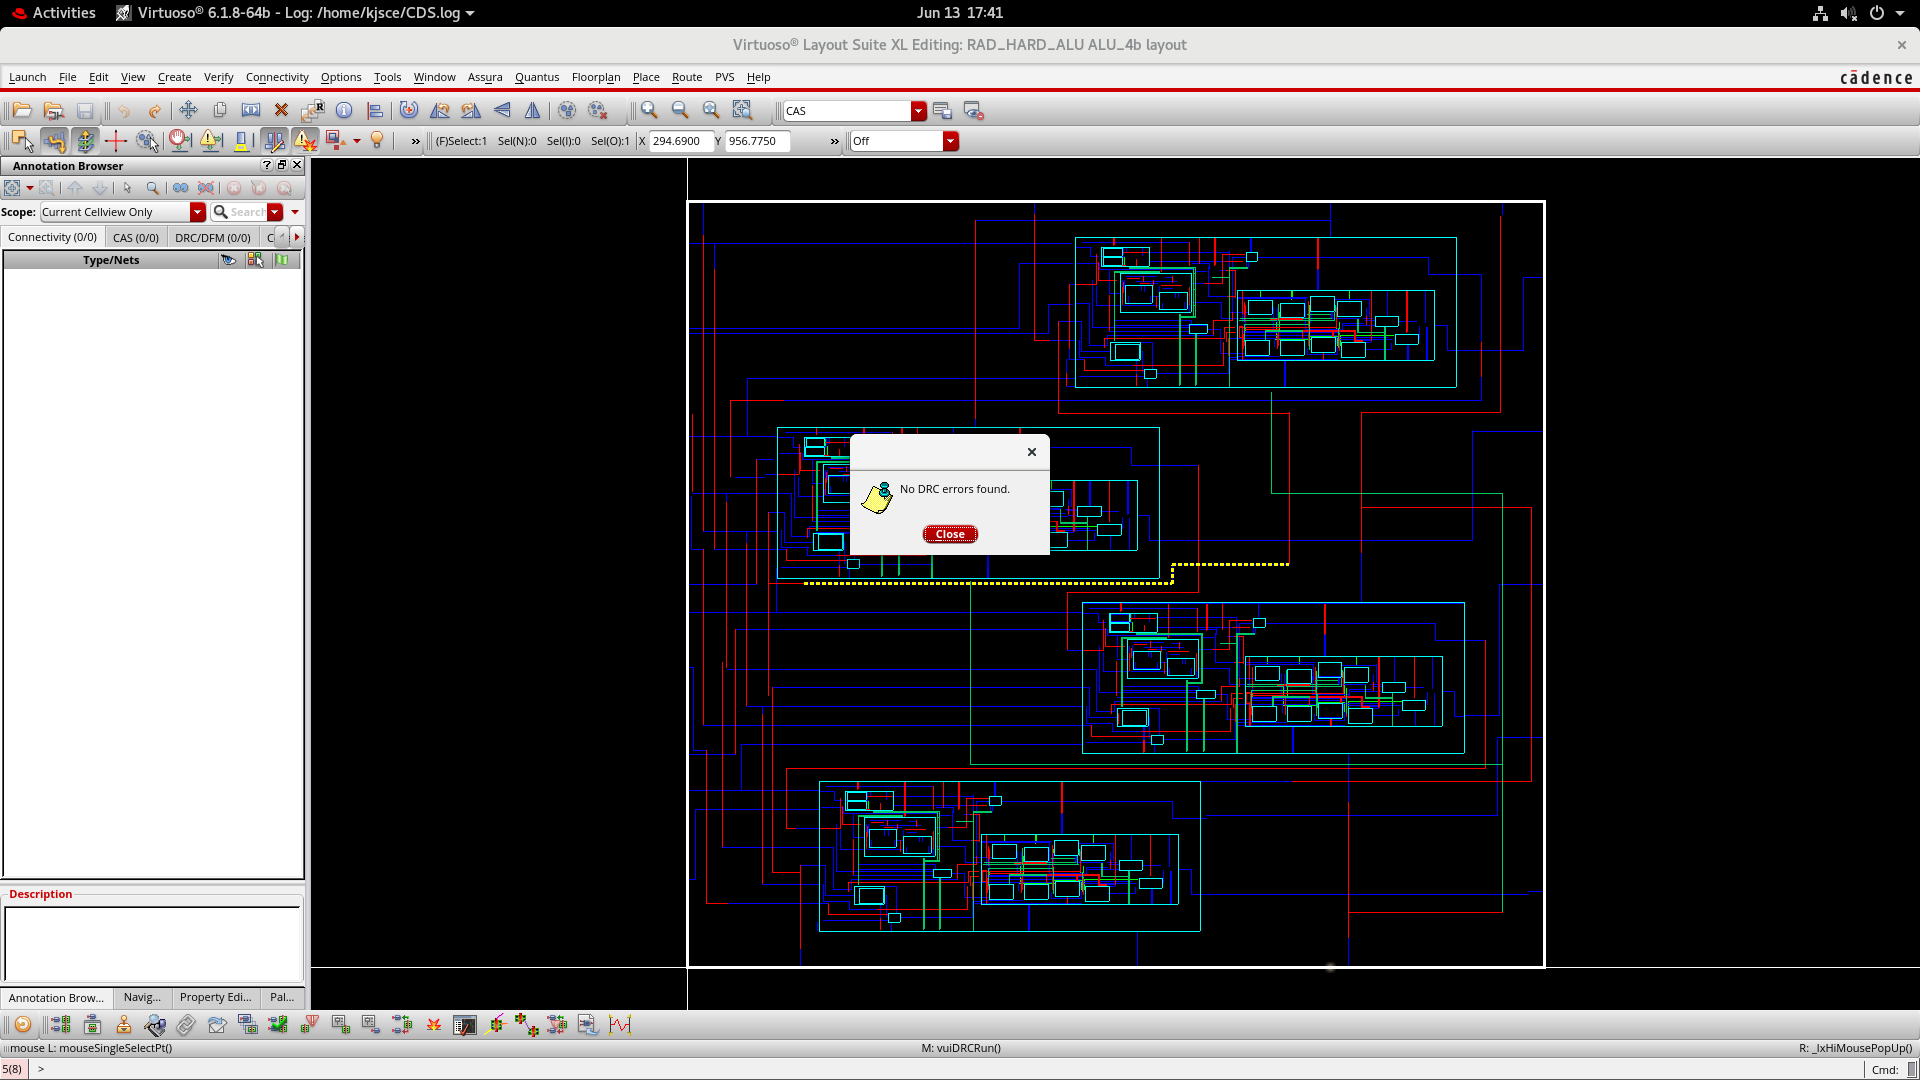 Activities
Virtuoso® 6.1.8-64b - Log: /home/kjsce/CDS.log
Jun 13 17:41
Virtuoso® Layout Suite XL Editing: RAD_HARD_ALU ALU_4b layout
Launch File Edit View Create Verify Connectivity Options Tools Window Assura Quantus Floorplan Place Route PVS Help
cādence
CAS
(F)Select:1 Sel(N):0 Sel(I):0 Sel(O):1 X 294.6900 Y 956.7750
Off
Annotation Browser
Scope: Current Cellview Only
Search
Connectivity (0/0) CAS (0/0) DRC/DFM (0/0) C
Type/Nets
No DRC errors found.
Close
Description
Annotation Brow... Navig... Property Edi... Pal...
mouse L: mouseSingleSelectPt()
M: vuiDRCRun()
R: _lxHiMousePopUp()
5(8) >
Cmd: